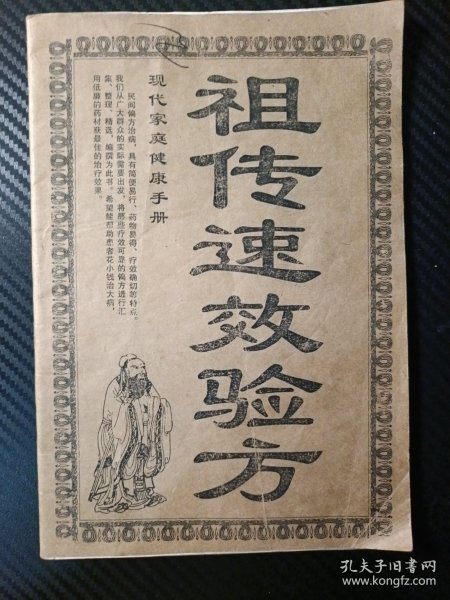 祖传速效验方
现代家庭健康手册
民间偏方治病，具有简便易行、药物易得、疗效确切等特点。
我们从广大群众的实际需要出发，将那些疗效可靠的偏方进行汇
集、整理、精选，编撰为此书。希望能帮助患者花小钱治大病，
用低廉的药材获最佳的治疗效果。
孔夫子旧书网
www.kongfz.com